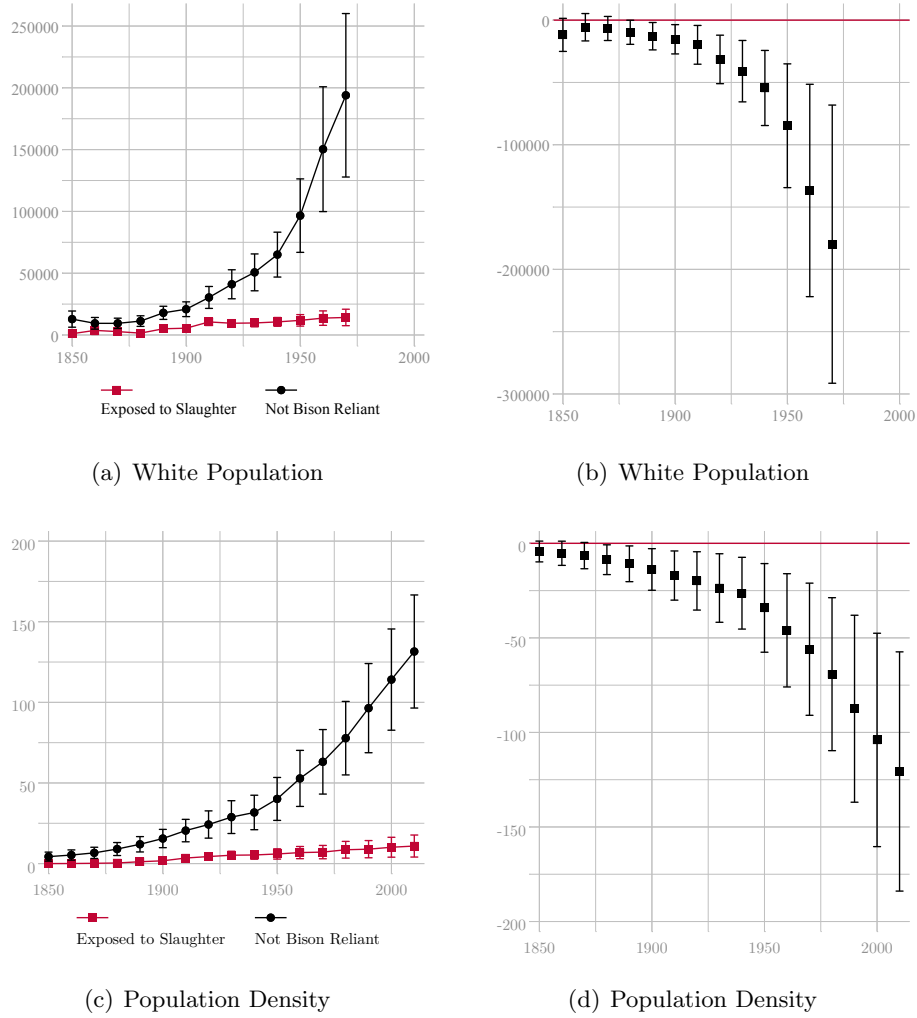 250000
200000
150000
100000
50000
0
1850 1900 1950 2000
Exposed to Slaughter Not Bison Reliant
(a) White Population
0
-100000
-200000
-300000
1850 1900 1950 2000
(b) White Population
200
150
100
50
0
1850 1900 1950 2000
Exposed to Slaughter Not Bison Reliant
(c) Population Density
0
-50
-100
-150
-200
1850 1900 1950 2000
(d) Population Density